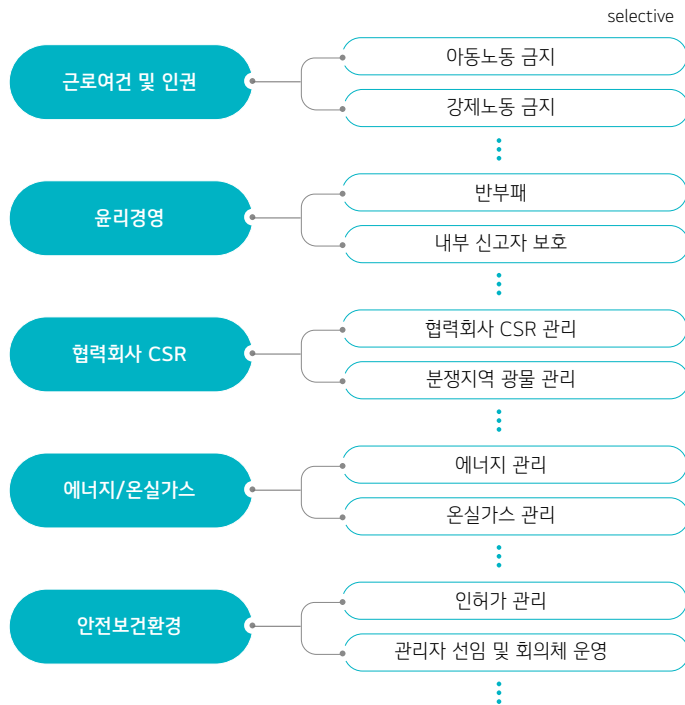 selective
근로여건 및 인권
아동노동 금지
강제노동 금지
윤리경영
반부패
내부 신고자 보호
협력회사 CSR
협력회사 CSR 관리
분쟁지역 광물 관리
에너지/온실가스
에너지 관리
온실가스 관리
안전보건환경
인허가 관리
관리자 선임 및 회의체 운영